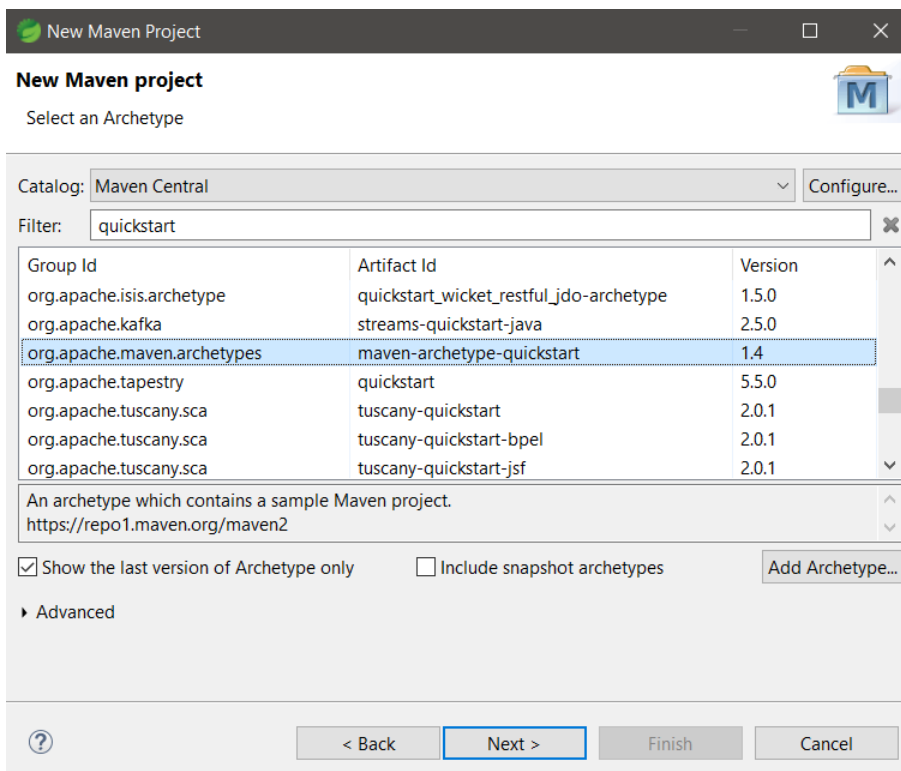 New Maven Project
New Maven project
Select an Archetype
M
Catalog: Maven Central Configure...
Filter: quickstart
Group Id Artifact Id Version
org.apache.isis.archetype quickstart_wicket_restful_jdo-archetype 1.5.0
org.apache.kafka streams-quickstart-java 2.5.0
org.apache.maven.archetypes maven-archetype-quickstart 1.4
org.apache.tapestry quickstart 5.5.0
org.apache.tuscany.sca tuscany-quickstart 2.0.1
org.apache.tuscany.sca tuscany-quickstart-bpel 2.0.1
org.apache.tuscany.sca tuscany-quickstart-jsf 2.0.1
An archetype which contains a sample Maven project.
https://repo1.maven.org/maven2
Show the last version of Archetype only Include snapshot archetypes Add Archetype...
Advanced
? < Back Next > Finish Cancel